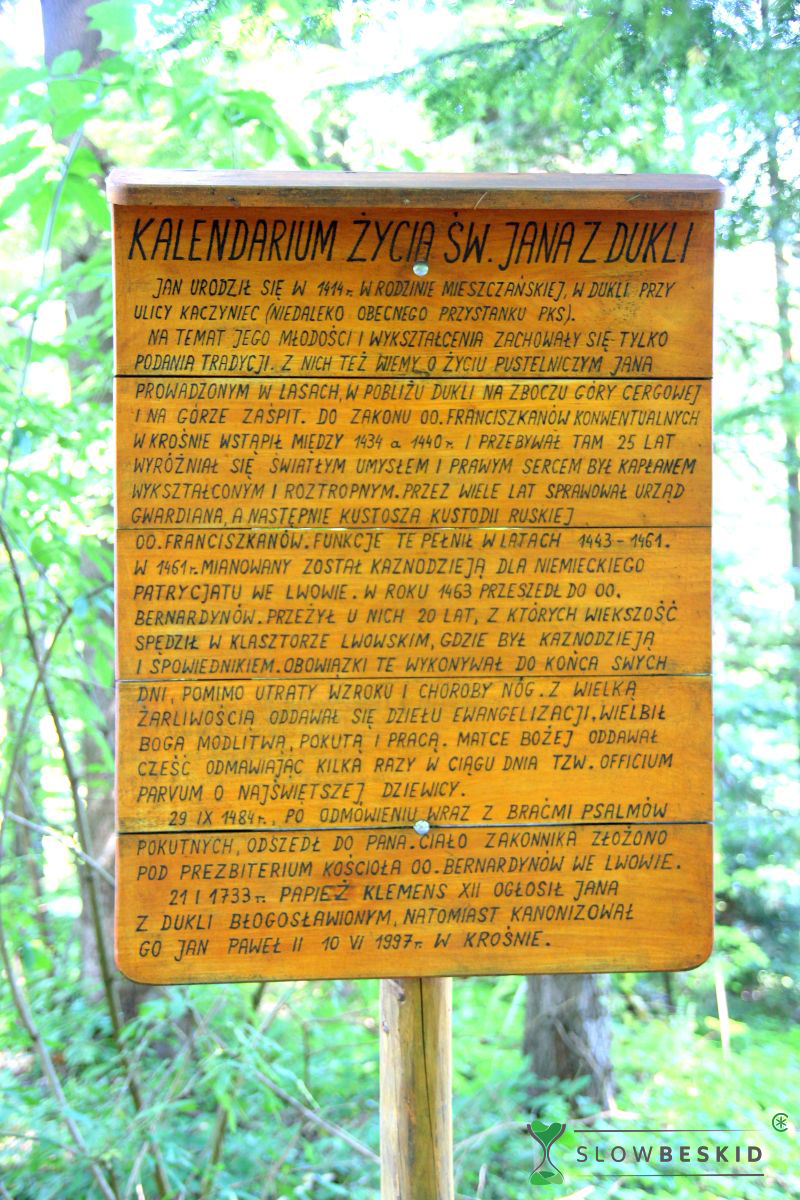 KALENDARIUM ŻYCIA ŚW. JANA Z DUKLI
JAN URODZIŁ SIĘ W 1414r. W RODZINIE MIESZCZAŃSKIEJ, W DUKLI PRZY
ULICY KACZYNIEC (NIEDALEKO OBECNEGO PRZYSTANKU PKS).
NA TEMAT JEGO MŁODOŚCI I WYKSZTAŁCENIA ZACHOWAŁY SIĘ TYLKO
PODANIA TRADYCJI. Z NICH TEŻ WIEMY O ŻYCIU PUSTELNICZYM JANA
PROWADZONYM W LASACH, W POBLIŻU DUKLI NA ZBOCZU GÓRY CERGOWEJ
I NA GÓRZE ZAŚPIT. DO ZAKONU OO. FRANCISZKANÓW KONWENTUALNYCH
W KROŚNIE WSTĄPIŁ MIĘDZY 1434 a 1440r. I PRZEBYWAŁ TAM 25 LAT
WYRÓŻNIAŁ SIĘ ŚWIATŁYM UMYSŁEM I PRAWYM SERCEM BYŁ KAPŁANEM
WYKSZTAŁCONYM I ROZTROPNYM. PRZEZ WIELE LAT SPRAWOWAŁ URZĄD
GWARDIANA, A NASTĘPNIE KUSTOSZA KUSTODII RUSKIEJ
OO. FRANCISZKANÓW. FUNKCJE TE PEŁNIŁ W LATACH 1443-1461.
W 1461r. MIANOWANY ZOSTAŁ KAZNODZIEJĄ DLA NIEMIECKIEGO
PATRYCJATU WE LWOWIE. W ROKU 1463 PRZESZEDŁ DO OO.
BERNARDYNÓW. PRZEŻYŁ U NICH 20 LAT, Z KTÓRYCH WIEKSZOŚĆ
SPĘDZIŁ W KLASZTORZE LWOWSKIM, GDZIE BYŁ KAZNODZIEJĄ
I SPOWIEDNIKIEM. OBOWIĄZKI TE WYKONYWAŁ DO KOŃCA SWYCH
DNI, POMIMO UTRATY WZROKU I CHOROBY NÓG. Z WIELKĄ
ŻARLIWOŚCIĄ ODDAWAŁ SIĘ DZIEŁU EWANGELIZACJI. WIELBIŁ
BOGA MODLITWĄ, POKUTĄ I PRACĄ. MATCE BOŻEJ ODDAWAŁ
CZEŚĆ ODMAWIAJĄC KILKA RAZY W CIĄGU DNIA TZW. OFFICIUM
PARVUM O NAJŚWIĘTSZEJ DZIEWICY.
29 IX 1484r., PO ODMÓWIENIU WRAZ Z BRAĆMI PSALMÓW
POKUTNYCH, ODSZEDŁ DO PANA. CIAŁO ZAKONNIKA ZŁOŻONO
POD PREZBITERIUM KOŚCIOŁA OO. BERNARDYNÓW WE LWOWIE.
21 I 1733r. PAPIEŻ KLEMENS XII OGŁOSIŁ JANA
Z DUKLI BŁOGOSŁAWIONYM, NATOMIAST KANONIZOWAŁ
GO JAN PAWEŁ II 10 VI 1997r. W KROŚNIE.
SLOWBESKID